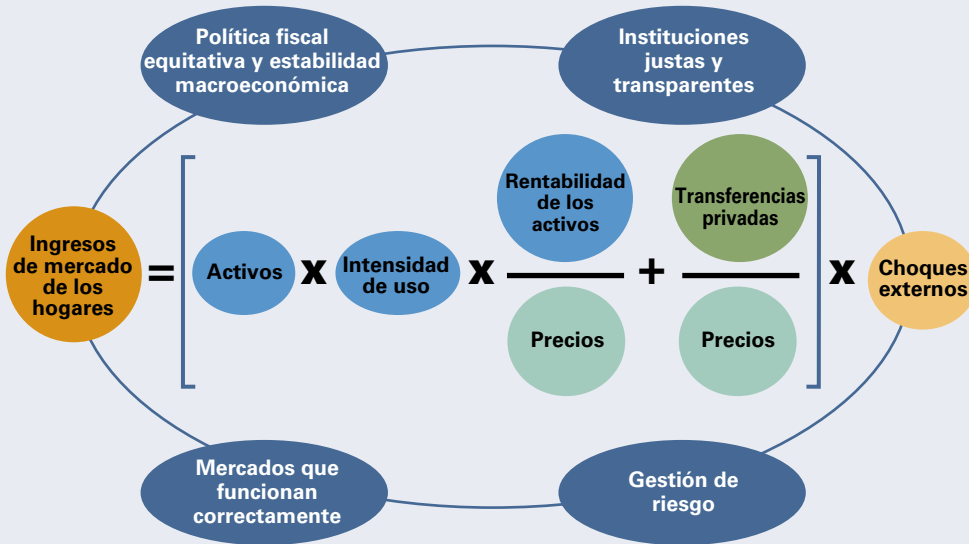 Política fiscal
equitativa y estabilidad
macroeconómica
Instituciones
justas y
transparentes
Ingresos
de mercado
de los
hogares
=
[
Activos
x
Intensidad
de uso
x
Rentabilidad
de los
activos
Precios
+
Transferencias
privadas
Precios
]
x
Choques
externos
Mercados que
funcionan
correctamente
Gestión de
riesgo